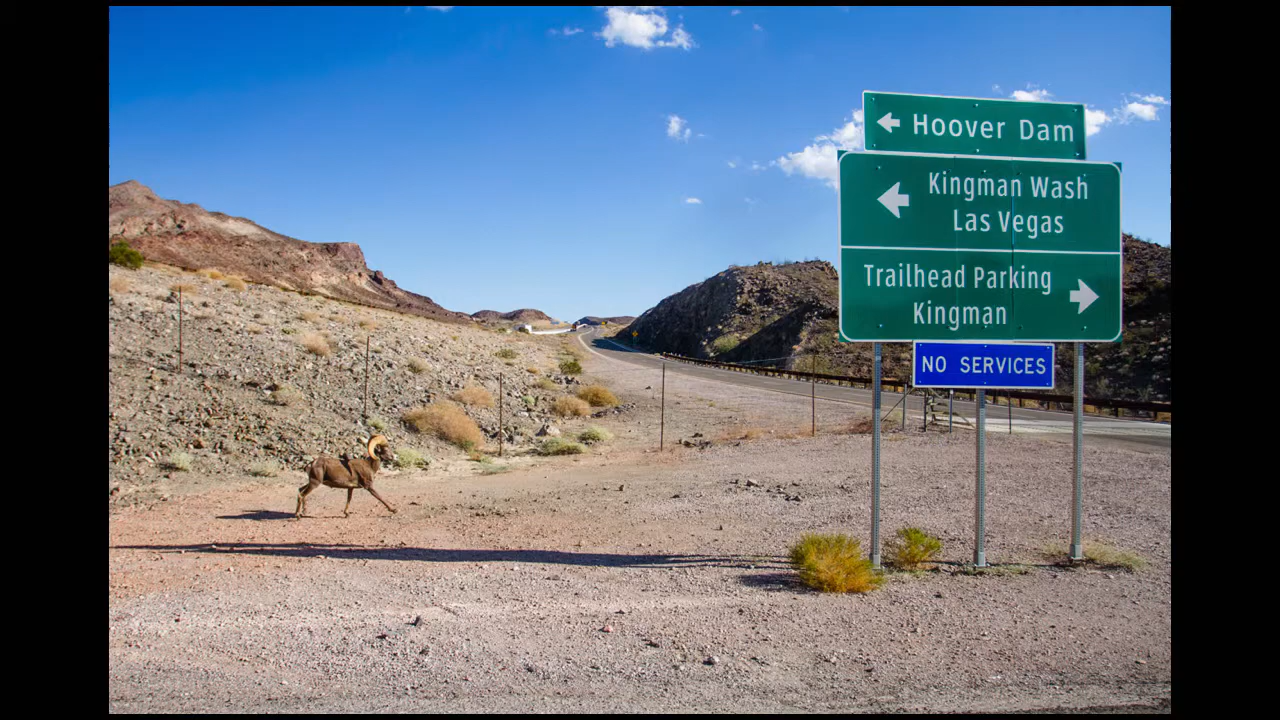 Hoover Dam
Kingman Wash
Las Vegas
Trailhead Parking
Kingman
NO SERVICES